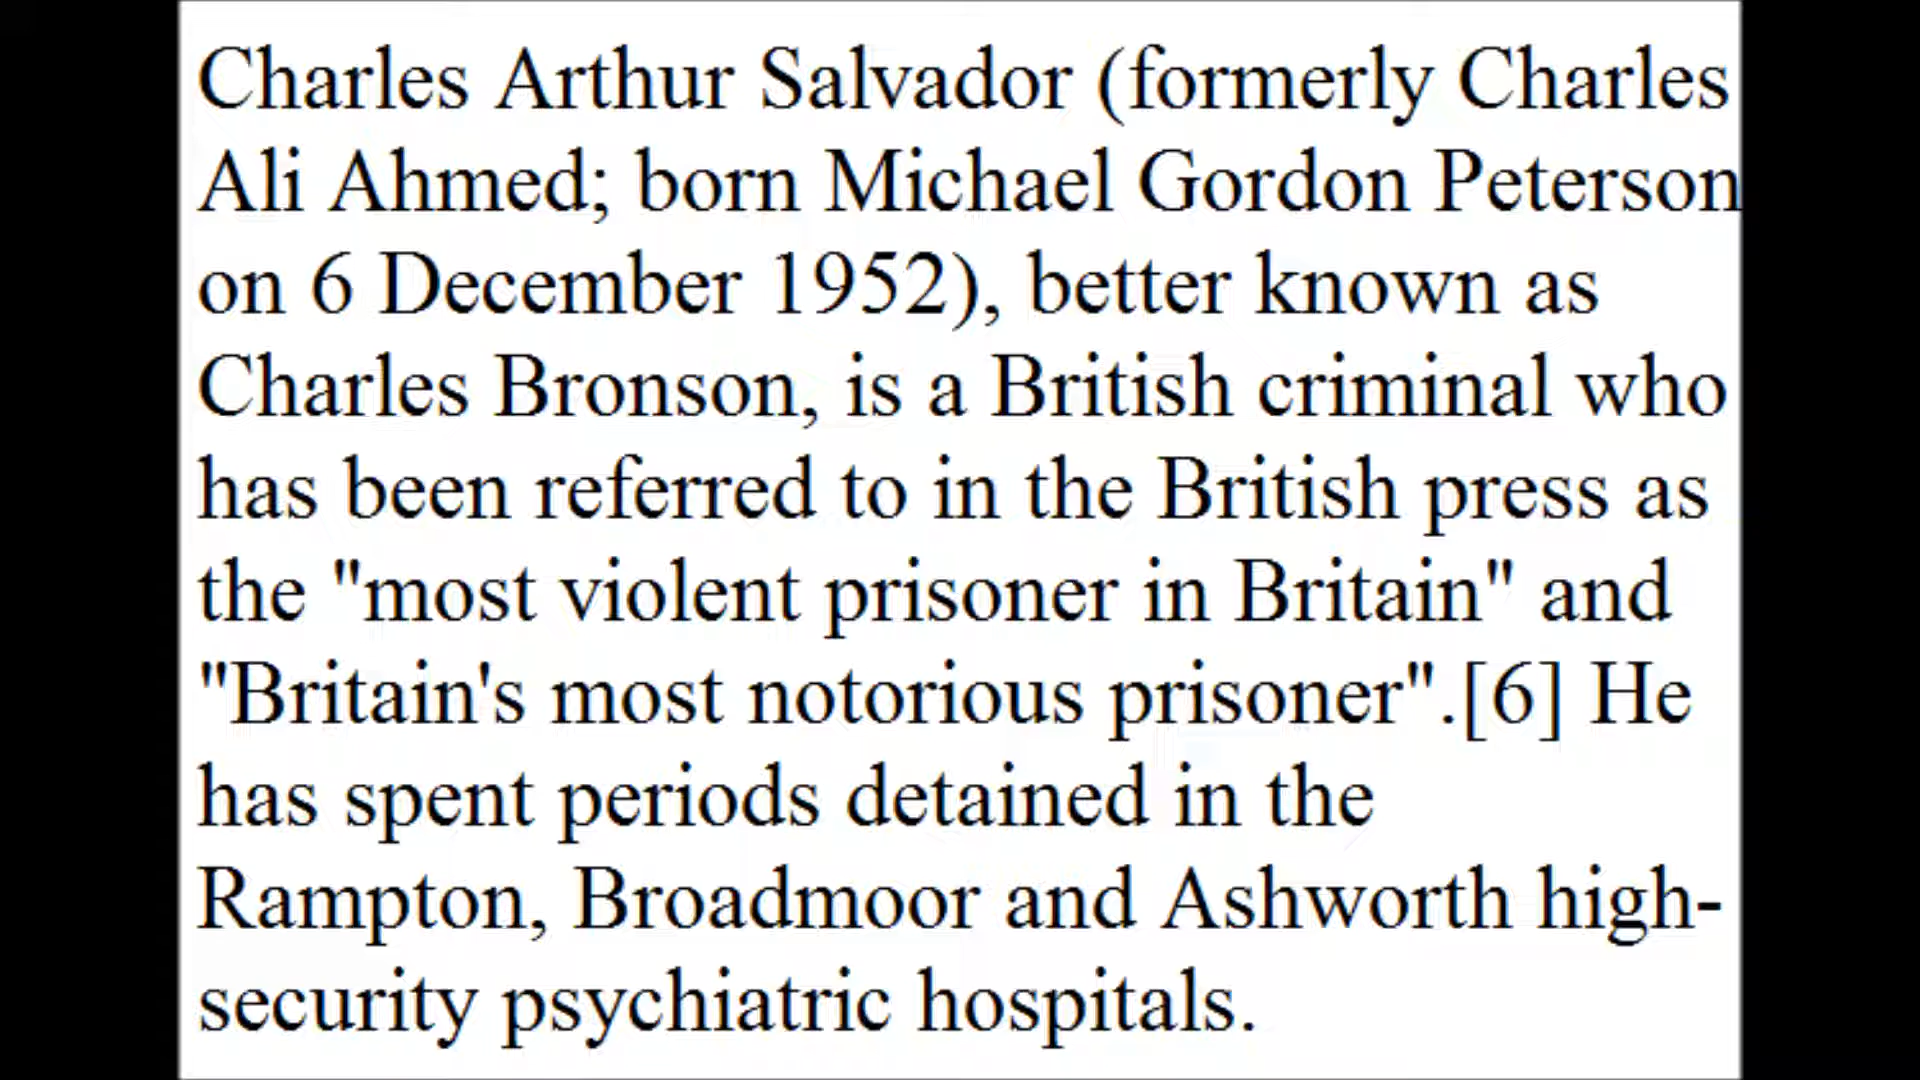 Charles Arthur Salvador (formerly Charles
Ali Ahmed; born Michael Gordon Peterson
on 6 December 1952), better known as
Charles Bronson, is a British criminal who
has been referred to in the British press as
the "most violent prisoner in Britain" and
"Britain's most notorious prisoner".[6] He
has spent periods detained in the
Rampton, Broadmoor and Ashworth high-
security psychiatric hospitals.